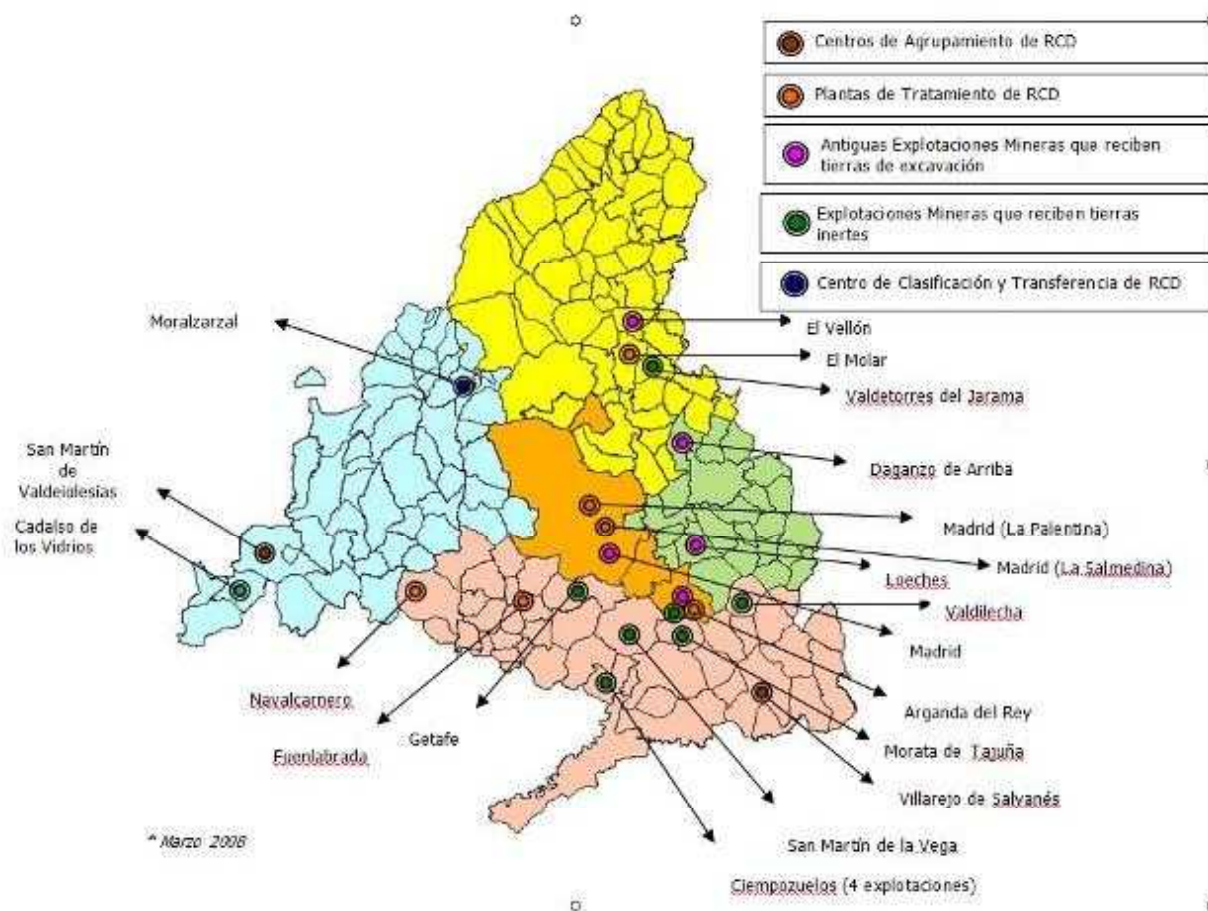 Centros de Agrupamiento de RCD
Plantas de Tratamiento de RCD
Antiguas Explotaciones Mineras que reciben
tierras de excavación
Explotaciones Mineras que reciben tierras
inertes
Centro de Clasificación y Transferencia de RCD
Moralzarzal
El Vellón
El Molar
Valdetorres del Jarama
San Martín
de
Valdeiglesias
Daganzo de Arriba
Cadalso de
los Vidrios
Madrid (La Palentina)
Madrid (La Salmedina)
Loeches
Valdilecha
Madrid
Navalcarnero
Arganda del Rey
Getafe
Fuenlabrada
Morata de Tajuña
Villarejo de Salvanés
* Marzo 2008
San Martín de la Vega
Ciempozuelos (4 explotaciones)